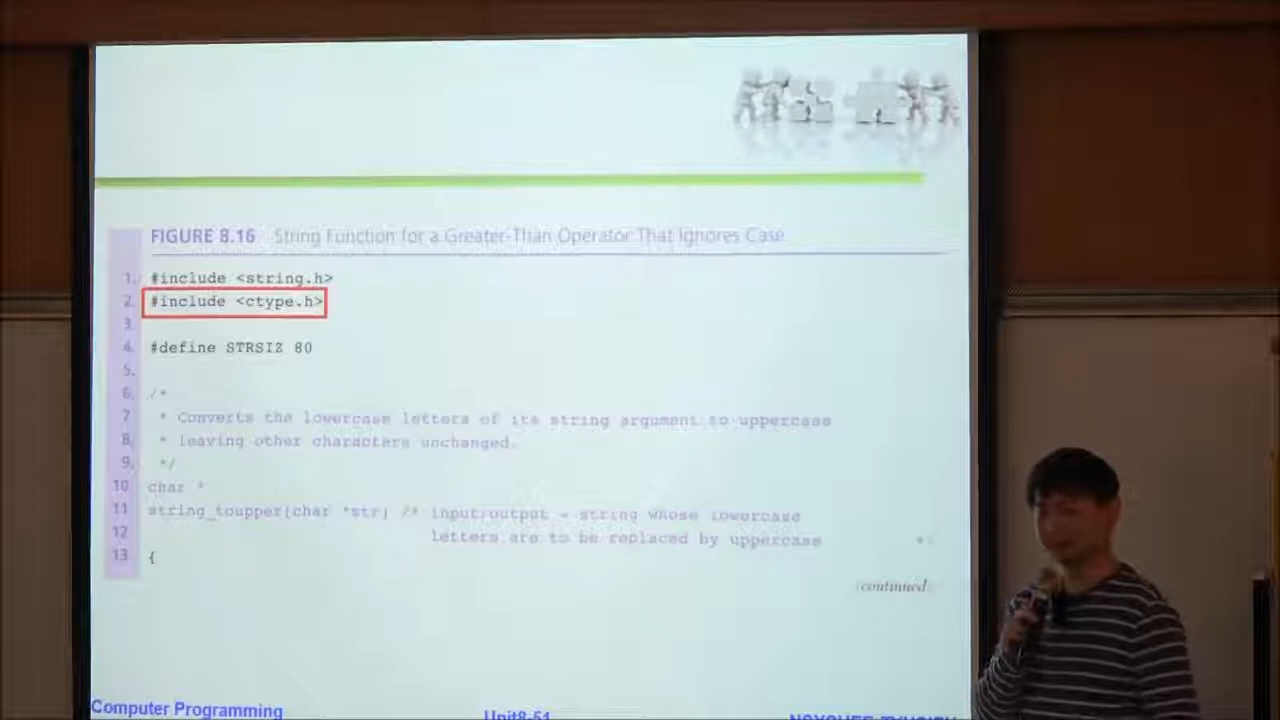 FIGURE 8.16 String Function for a Greater-Than Operator That Ignores Case
1. #include <string.h>
2. #include <ctype.h>
3.
4. #define STRSIZ 80
5.
6. /*
7. * Converts the lowercase letters of its string argument to uppercase
8. * leaving other characters unchanged.
9. */
10 char *
11 string_toupper(char *str) /* input/output - string whose lowercase
12 letters are to be replaced by uppercase */
13 {
(continued)
Computer Programming Unit8-51